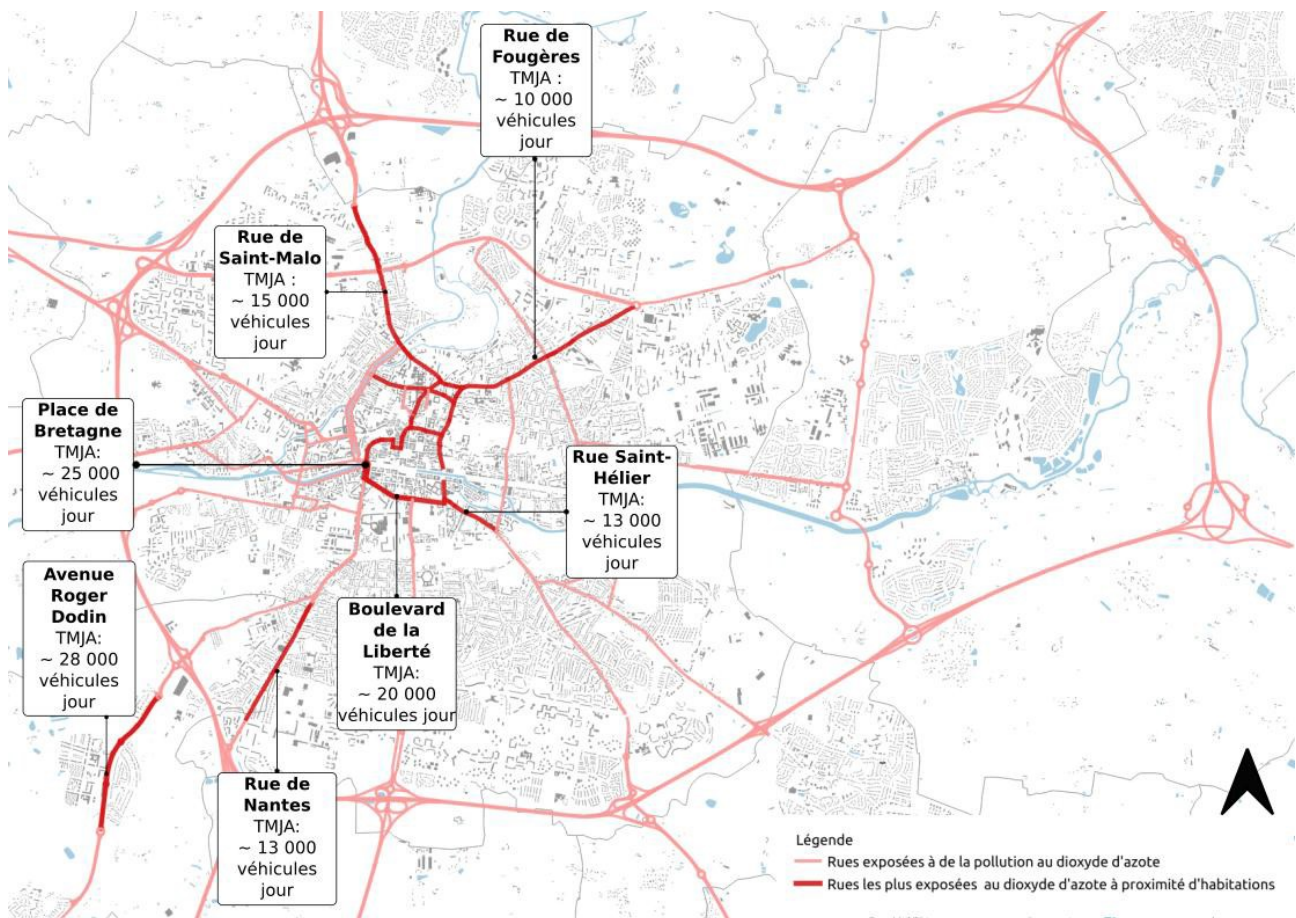 Rue de
Fougères
TMJA :
~ 10 000
véhicules
jour
Rue de
Saint-Malo
TMJA :
~ 15 000
véhicules
jour
Place de
Bretagne
TMJA:
~ 25 000
véhicules
jour
Rue Saint-
Hélier
TMJA:
~ 13 000
véhicules
jour
Avenue
Roger
Dodin
TMJA:
~ 28 000
véhicules
jour
Boulevard
de la
Liberté
TMJA:
~ 20 000
véhicules jour
Rue de
Nantes
TMJA:
~ 13 000
véhicules
jour
Légende
Rues exposées à de la pollution au dioxyde d'azote
Rues les plus exposées au dioxyde d'azote à proximité d'habitations